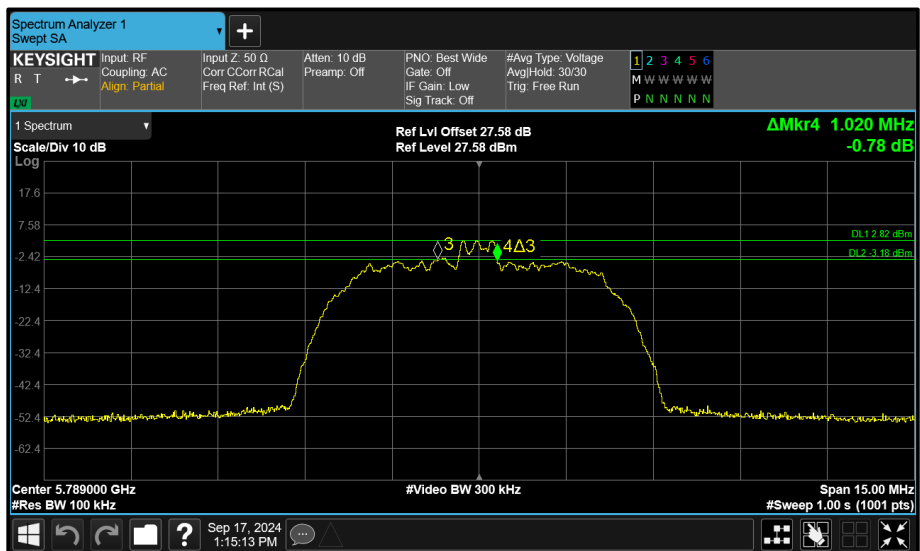 Spectrum Analyzer 1
Swept SA
+
KEYSIGHT Input: RF Input Z: 50 Ω Atten: 10 dB PNO: Best Wide #Avg Type: Voltage 1 2 3 4 5 6
R T Coupling: AC Corr CCorr RCal Preamp: Off Gate: Off Avg|Hold: 30/30 M W W W W W
Align: Partial Freq Ref: Int (S) IF Gain: Low Trig: Free Run
LXI Sig Track: Off P N N N N N
1 Spectrum Ref Lvl Offset 27.58 dB ΔMkr4 1.020 MHz
Scale/Div 10 dB Ref Level 27.58 dBm -0.78 dB
Log
17.6
7.58
DL1 2.82 dBm
3 4Δ3
-2.42 DL2 -3.18 dBm
-12.4
-22.4
-32.4
-42.4
-52.4
-62.4
Center 5.789000 GHz #Video BW 300 kHz Span 15.00 MHz
#Res BW 100 kHz #Sweep 1.00 s (1001 pts)
? Sep 17, 2024
1:15:13 PM